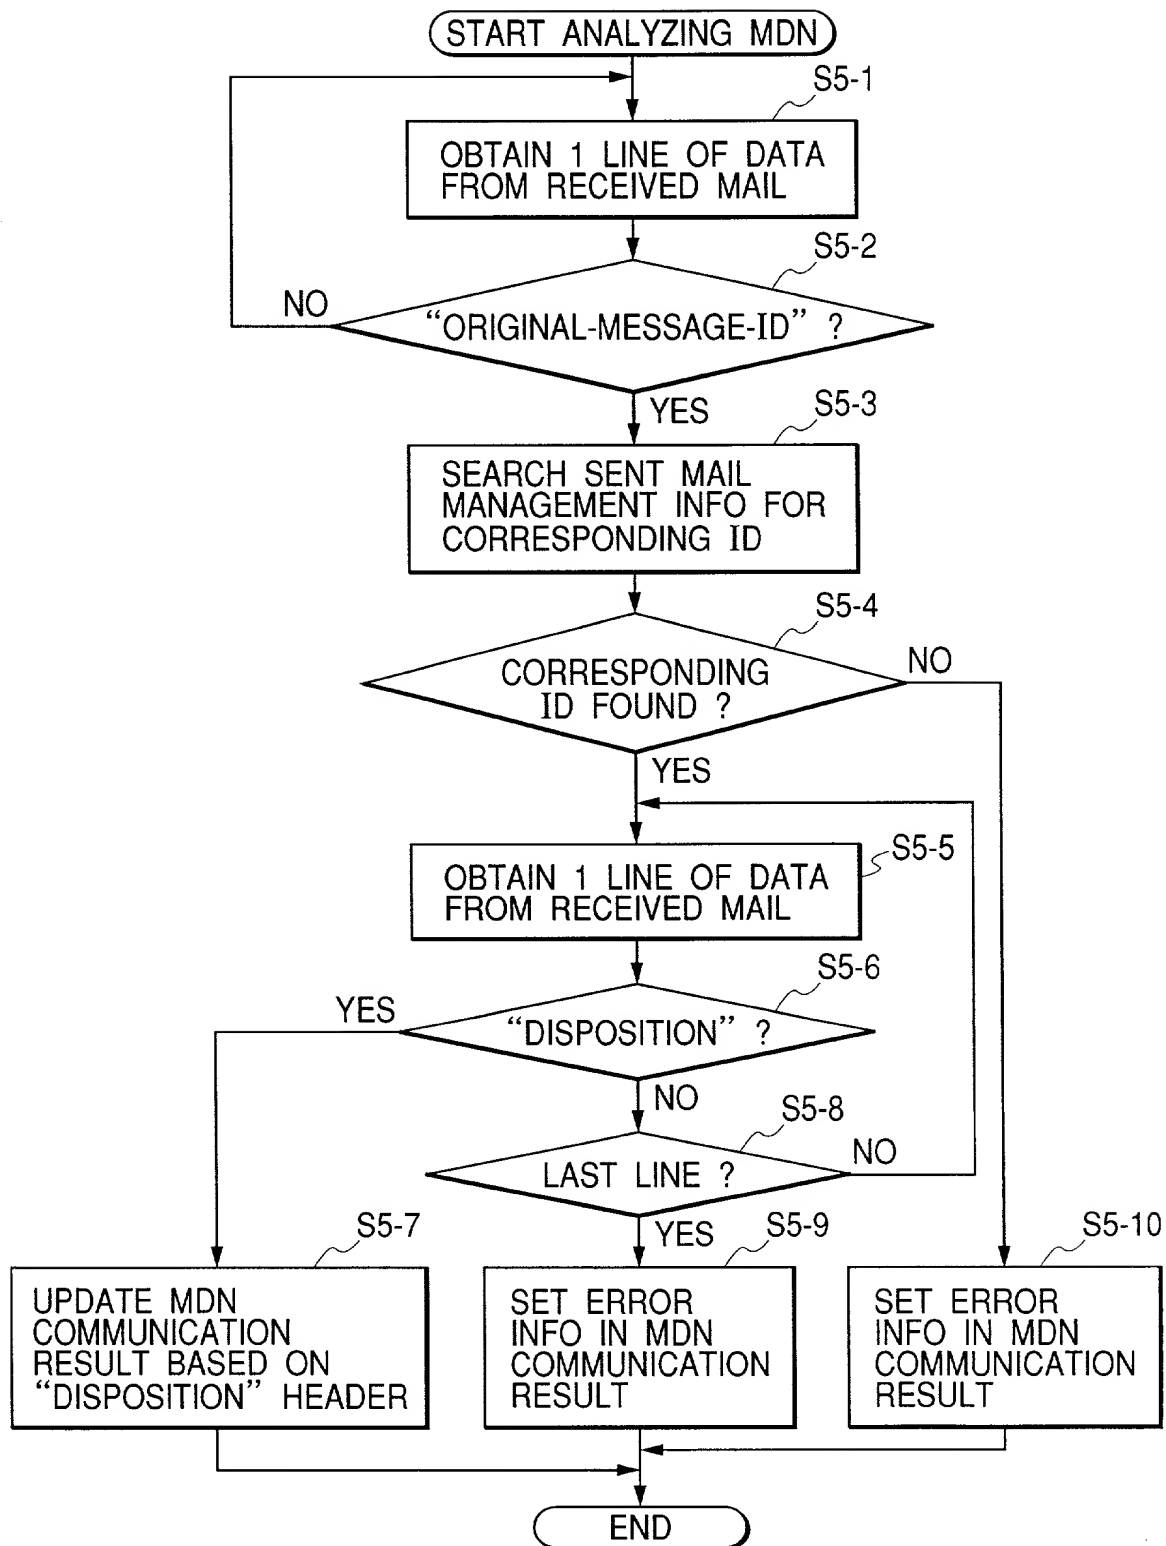 START ANALYZING MDN
S5-1
OBTAIN 1 LINE OF DATA
FROM RECEIVED MAIL
S5-2
NO
“ORIGINAL-MESSAGE-ID” ?
YES
S5-3
SEARCH SENT MAIL
MANAGEMENT INFO FOR
CORRESPONDING ID
S5-4
CORRESPONDING
ID FOUND ?
NO
YES
S5-5
OBTAIN 1 LINE OF DATA
FROM RECEIVED MAIL
S5-6
YES
“DISPOSITION” ?
NO
S5-8
LAST LINE ?
NO
YES
S5-7
UPDATE MDN
COMMUNICATION
RESULT BASED ON
“DISPOSITION” HEADER
S5-9
SET ERROR
INFO IN MDN
COMMUNICATION
RESULT
S5-10
SET ERROR
INFO IN MDN
COMMUNICATION
RESULT
END